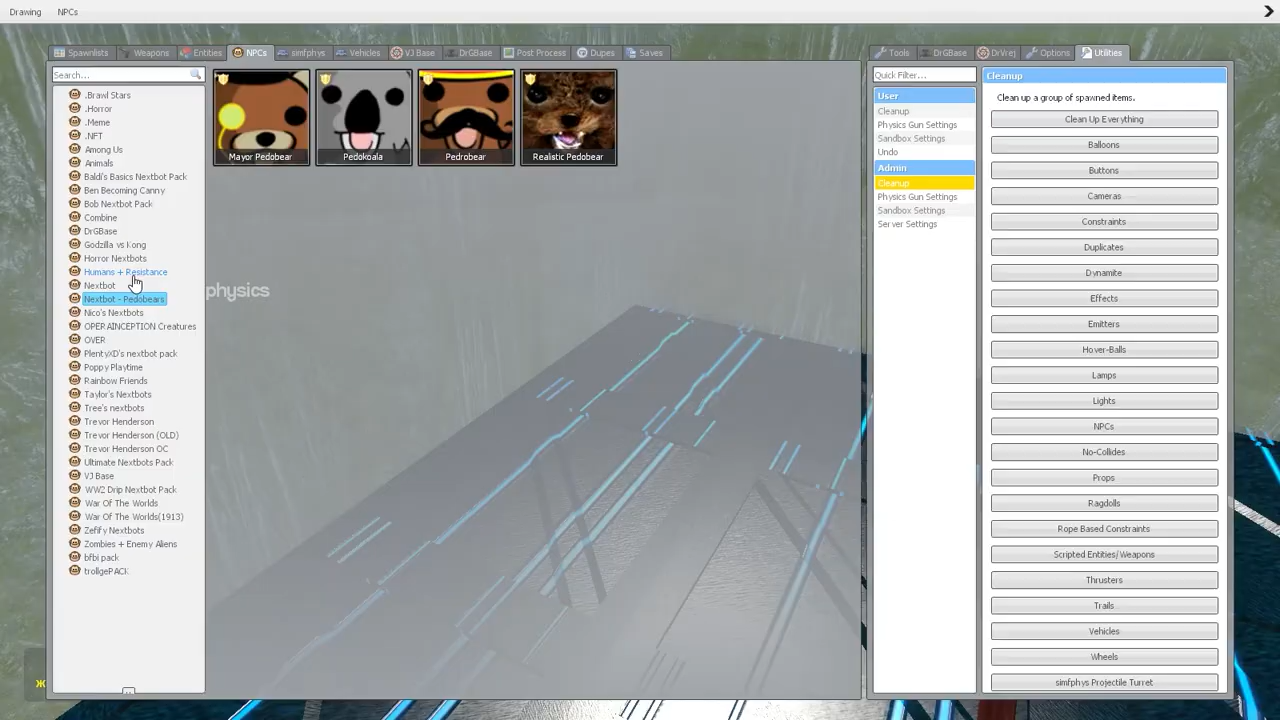 Drawing NPCs
Spawnlists Weapons Entities NPCs simfphys Vehicles VJ Base DrGBase Post Process Dupes Saves
Tools DrGBase DrVrej Options Utilities
Search...
.Brawl Stars
.Horror
.Meme
.NFT
Among Us
Animals
Baldi's Basics Nextbot Pack
Ben Becoming Canny
Bob Nextbot Pack
Combine
DrGBase
Godzilla vs Kong
Horror Nextbots
Humans + Resistance
Nextbot
Nextbot - Pedobears
Nico's Nextbots
OPERAINCEPTION Creatures
OVER
PlentyXD's nextbot pack
Poppy Playtime
Rainbow Friends
Taylor's Nextbots
Tree's nextbots
Trevor Henderson
Trevor Henderson (OLD)
Trevor Henderson OC
Ultimate Nextbots Pack
VJ Base
WW2 Drip Nextbot Pack
War Of The Worlds
War Of The Worlds(1913)
Zefify Nextbots
Zombies + Enemy Aliens
bfbi pack
trollgePACK
Mayor Pedobear
Pedokoala
Pedrobear
Realistic Pedobear
physics
Ж
Quick Filter...
User
Cleanup
Physics Gun Settings
Sandbox Settings
Undo
Admin
Cleanup
Physics Gun Settings
Sandbox Settings
Server Settings
Cleanup
Clean up a group of spawned items.
Clean Up Everything
Balloons
Buttons
Cameras
Constraints
Duplicates
Dynamite
Effects
Emitters
Hover-Balls
Lamps
Lights
NPCs
No-Collides
Props
Ragdolls
Rope Based Constraints
Scripted Entities/Weapons
Thrusters
Trails
Vehicles
Wheels
simfphys Projectile Turret